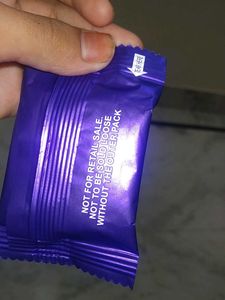 NOT FOR RETAIL SALE.
NOT TO BE SOLD LOOSE
WITHOUT THE OUTER PACK